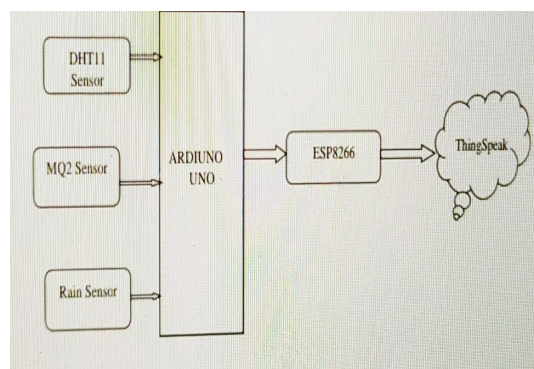 DHT11
Sensor
MQ2 Sensor
Rain Sensor
ARDIUNO
UNO
ESP8266
ThingSpeak